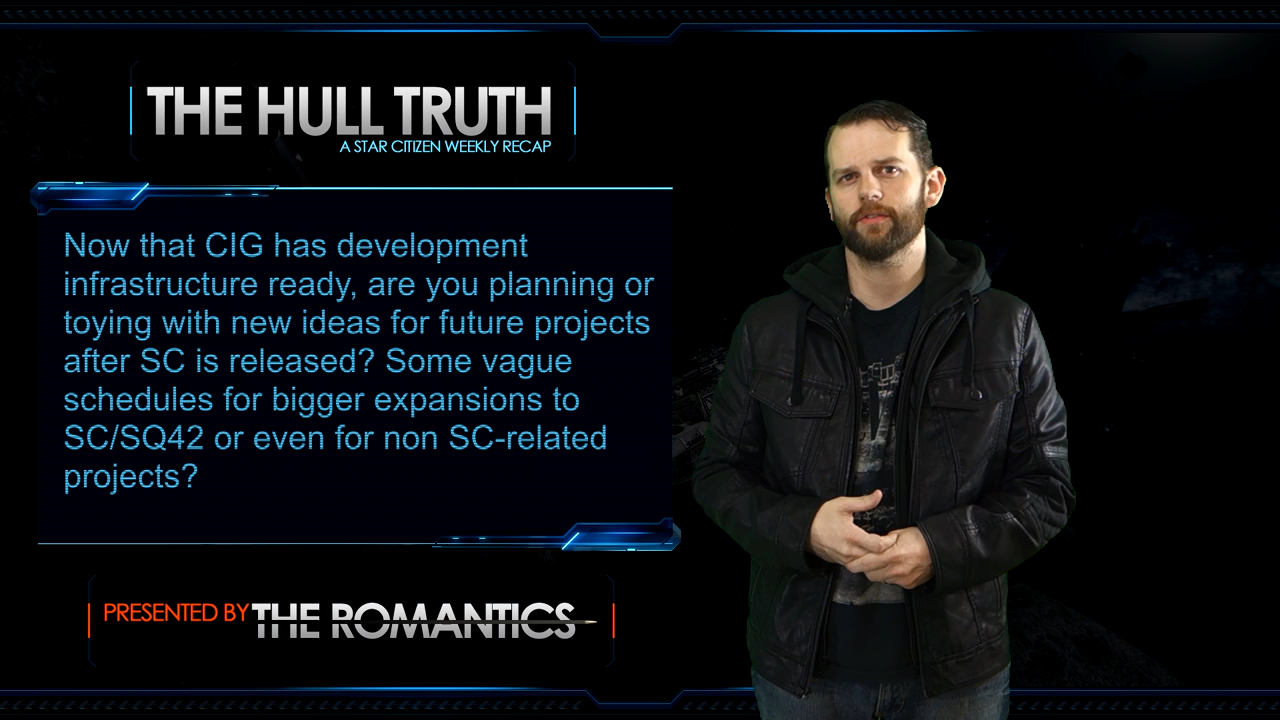 THE HULL TRUTH
A STAR CITIZEN WEEKLY RECAP
Now that CIG has development
infrastructure ready, are you planning or
toying with new ideas for future projects
after SC is released? Some vague
schedules for bigger expansions to
SC/SQ42 or even for non SC-related
projects?
PRESENTED BY THE ROMANTICS